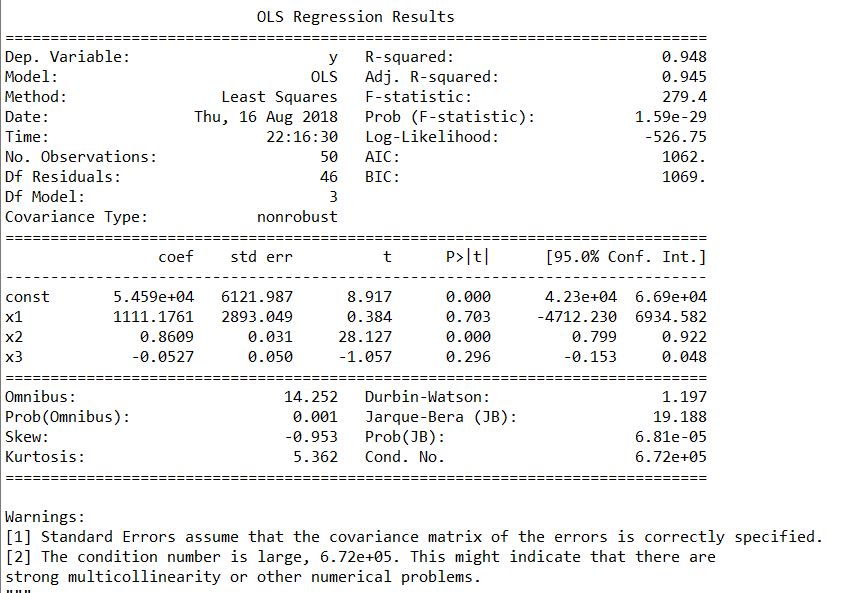 OLS Regression Results
==============================================================================
Dep. Variable:                      y   R-squared:                       0.948
Model:                            OLS   Adj. R-squared:                  0.945
Method:                 Least Squares   F-statistic:                     279.4
Date:                Thu, 16 Aug 2018   Prob (F-statistic):           1.59e-29
Time:                        22:16:30   Log-Likelihood:                -526.75
No. Observations:                  50   AIC:                             1062.
Df Residuals:                      46   BIC:                             1069.
Df Model:                           3
Covariance Type:            nonrobust
==============================================================================
                 coef    std err          t      P>|t|      [95.0% Conf. Int.]
------------------------------------------------------------------------------
const       5.459e+04   6121.987      8.917      0.000      4.23e+04  6.69e+04
x1          1111.1761   2893.049      0.384      0.703     -4712.230  6934.582
x2             0.8609      0.031     28.127      0.000         0.799     0.922
x3            -0.0527      0.050     -1.057      0.296        -0.153     0.048
==============================================================================
Omnibus:                       14.252   Durbin-Watson:                   1.197
Prob(Omnibus):                  0.001   Jarque-Bera (JB):               19.188
Skew:                          -0.953   Prob(JB):                     6.81e-05
Kurtosis:                       5.362   Cond. No.                     6.72e+05
==============================================================================
Warnings:
[1] Standard Errors assume that the covariance matrix of the errors is correctly specified.
[2] The condition number is large, 6.72e+05. This might indicate that there are
strong multicollinearity or other numerical problems.
"""